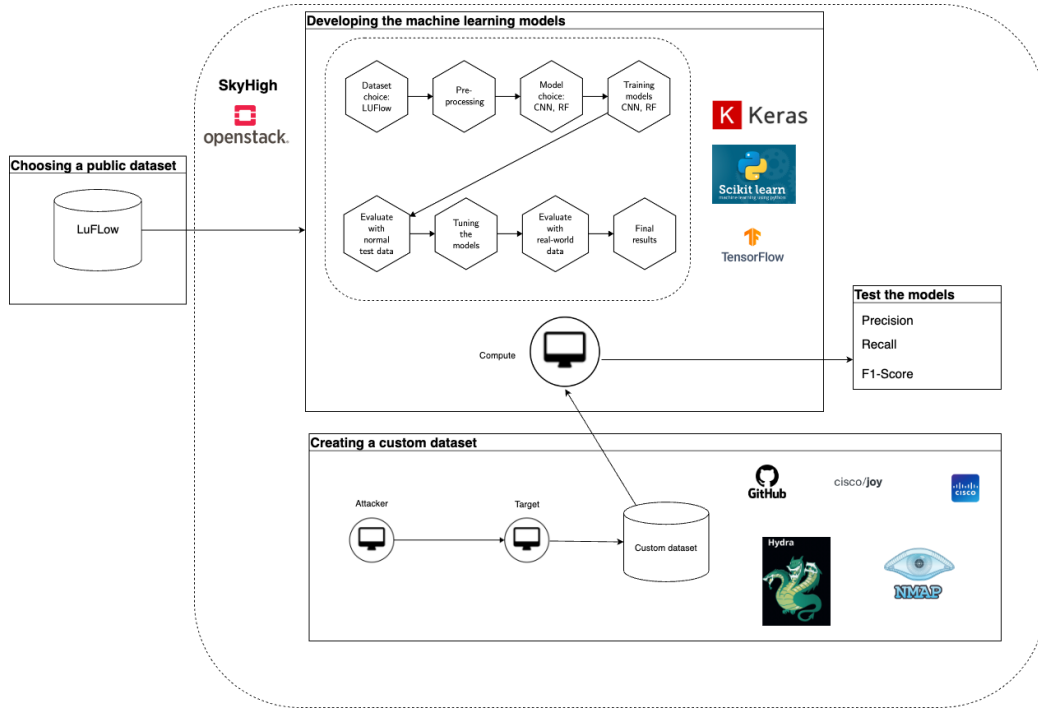 Developing the machine learning models
SkyHigh
openstack.
Dataset
choice:
LUFlow
Pre-
processing
Model
choice:
CNN, RF
Training
models
CNN, RF
K Keras
Scikit learn
machine learning using python
TensorFlow
Choosing a public dataset
LuFLow
Evaluate
with
normal
test data
Tuning
the
models
Evaluate
with
real-world
data
Final
results
Compute
Test the models
Precision
Recall
F1-Score
Creating a custom dataset
Attacker
Target
Custom dataset
GitHub
cisco/joy
CISCO
Hydra
NMAP